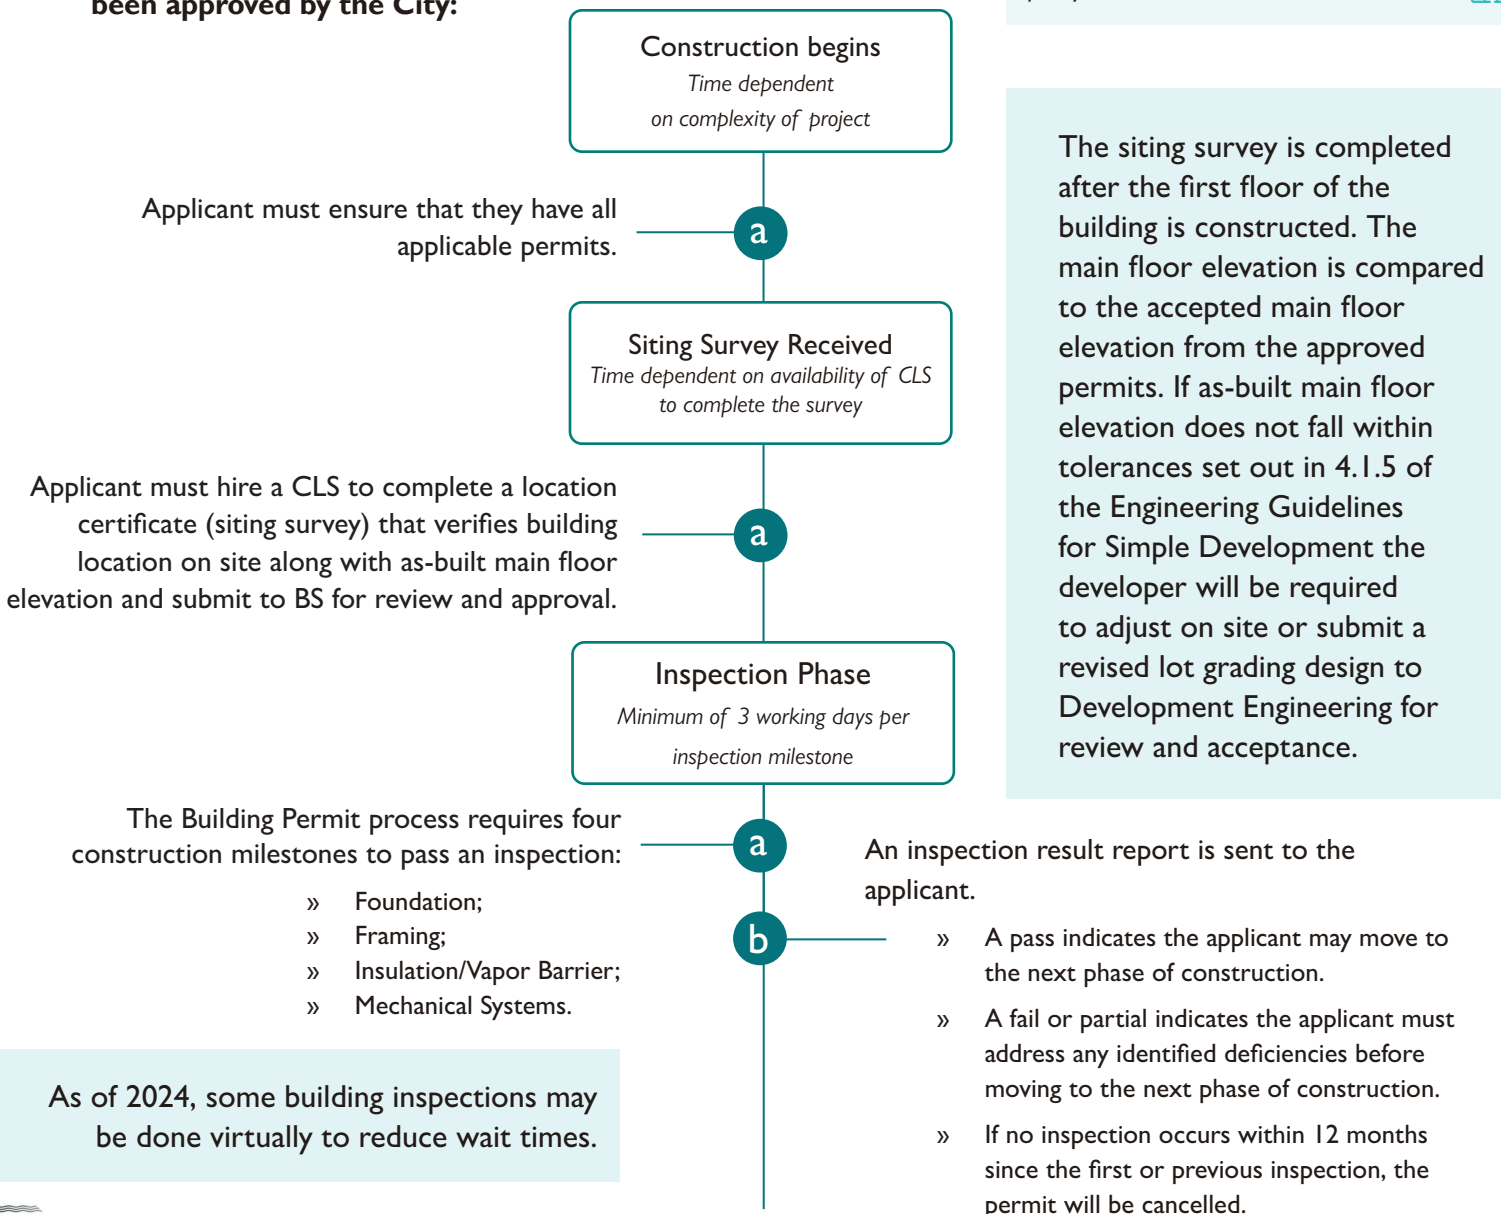 been approved by the City:
Construction begins
Time dependent
on complexity of project
Applicant must ensure that they have all
applicable permits.
a
Siting Survey Received
Time dependent on availability of CLS
to complete the survey
Applicant must hire a CLS to complete a location
certificate (siting survey) that verifies building
location on site along with as-built main floor
elevation and submit to BS for review and approval.
a
The siting survey is completed
after the first floor of the
building is constructed. The
main floor elevation is compared
to the accepted main floor
elevation from the approved
permits. If as-built main floor
elevation does not fall within
tolerances set out in 4.1.5 of
the Engineering Guidelines
for Simple Development the
developer will be required
to adjust on site or submit a
revised lot grading design to
Development Engineering for
review and acceptance.
Inspection Phase
Minimum of 3 working days per
inspection milestone
The Building Permit process requires four
construction milestones to pass an inspection:
» Foundation;
» Framing;
» Insulation/Vapor Barrier;
» Mechanical Systems.
a
b
An inspection result report is sent to the
applicant.
» A pass indicates the applicant may move to
the next phase of construction.
» A fail or partial indicates the applicant must
address any identified deficiencies before
moving to the next phase of construction.
» If no inspection occurs within 12 months
since the first or previous inspection, the
permit will be cancelled.
As of 2024, some building inspections may
be done virtually to reduce wait times.